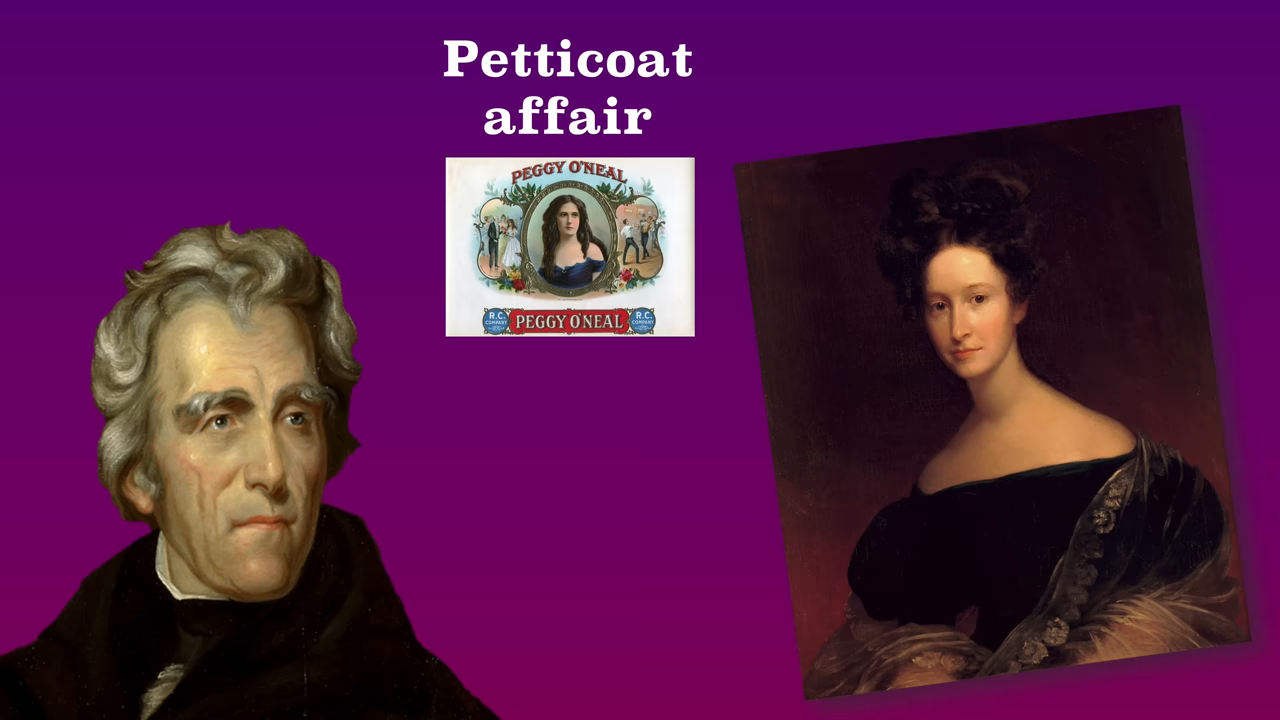 Petticoat
affair
PEGGY O'NEAL
R.C.
COMPANY
PEGGY O'NEAL
R.C.
COMPANY